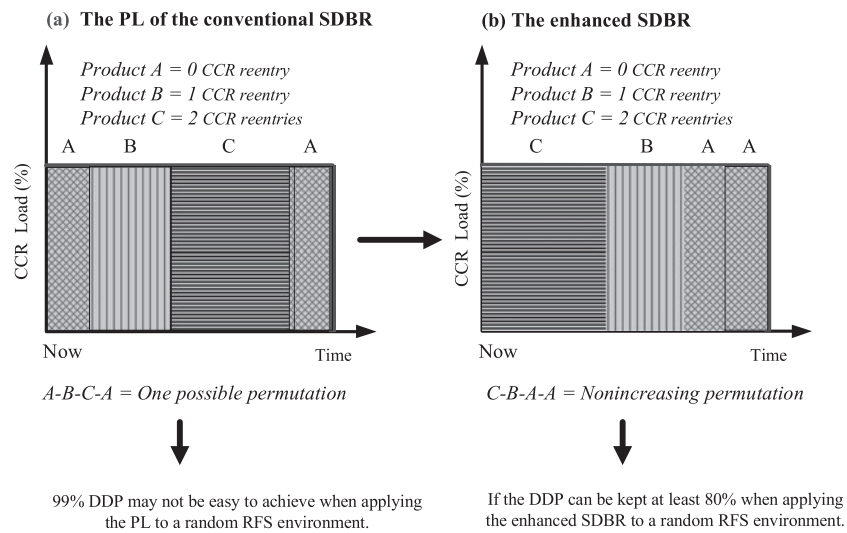 (a) The PL of the conventional SDBR
Product A = 0 CCR reentry
Product B = 1 CCR reentry
Product C = 2 CCR reentries
A B C A
CCR Load (%)
Now
Time
A-B-C-A = One possible permutation
99% DDP may not be easy to achieve when applying
the PL to a random RFS environment.
(b) The enhanced SDBR
Product A = 0 CCR reentry
Product B = 1 CCR reentry
Product C = 2 CCR reentries
C B A A
CCR Load (%)
Now
Time
C-B-A-A = Nonincreasing permutation
If the DDP can be kept at least 80% when applying
the enhanced SDBR to a random RFS environment.